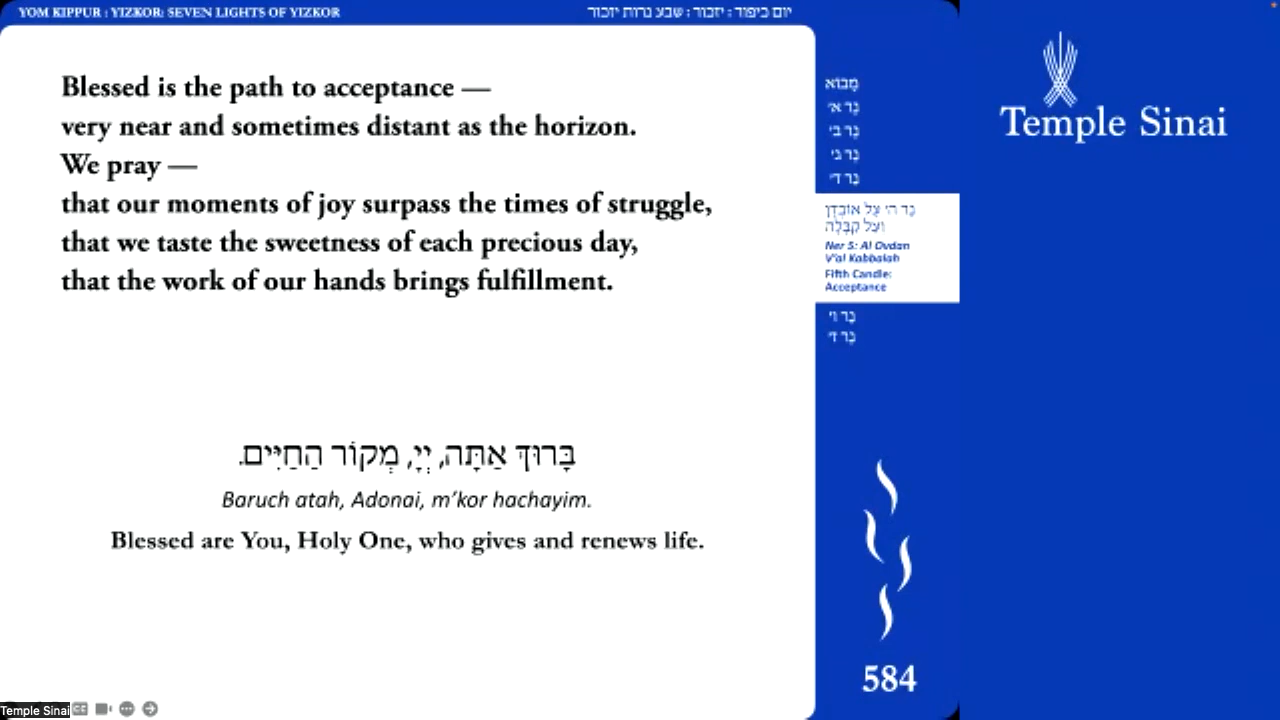 YOM KIPPUR : YIZKOR: SEVEN LIGHTS OF YIZKOR
יום כיפור : יזכור : שבע נרות יזכור
Blessed is the path to acceptance —
very near and sometimes distant as the horizon.
We pray —
that our moments of joy surpass the times of struggle,
that we taste the sweetness of each precious day,
that the work of our hands brings fulfillment.
בָּרוּךְ אַתָּה, יְיָ, מְקוֹר הַחַיִּים.
Baruch atah, Adonai, m’kor hachayim.
Blessed are You, Holy One, who gives and renews life.
מָבוֹא
נֵר א׳
נֵר ב׳
נֵר ג׳
נֵר ד׳
נֵר ה׳ עַל אוֹבְדָן
וְעַל קַבָּלָה
Ner 5: Al Ovdan
V’al Kabbalah
Fifth Candle:
Acceptance
נֵר ו׳
נֵר ז׳
584
Temple Sinai
Temple Sinai
CC